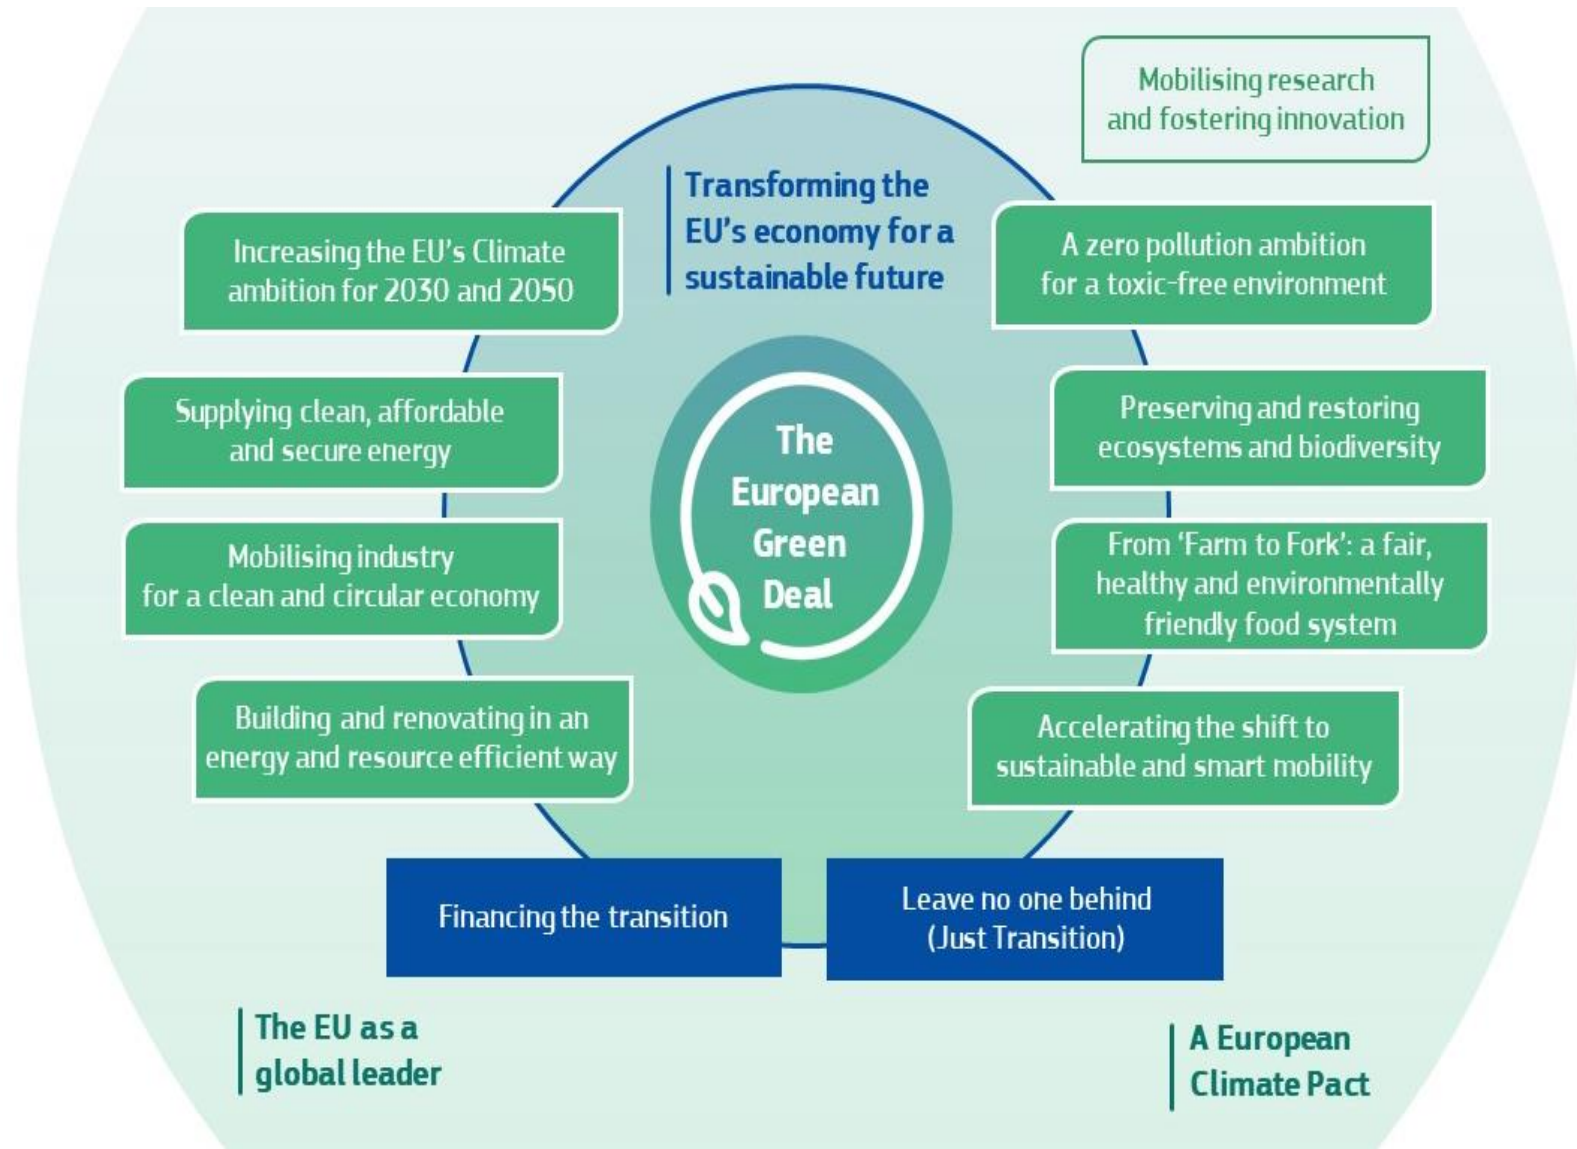 Mobilising research
and fostering innovation
Transforming the
EU's economy for a
sustainable future
Increasing the EU's Climate
ambition for 2030 and 2050
Supplying clean, affordable
and secure energy
Mobilising industry
for a clean and circular economy
Building and renovating in an
energy and resource efficient way
The
European
Green
Deal
A zero pollution ambition
for a toxic-free environment
Preserving and restoring
ecosystems and biodiversity
From ‘Farm to Fork’: a fair,
healthy and environmentally
friendly food system
Accelerating the shift to
sustainable and smart mobility
Financing the transition
Leave no one behind
(Just Transition)
The EU as a
global leader
A European
Climate Pact